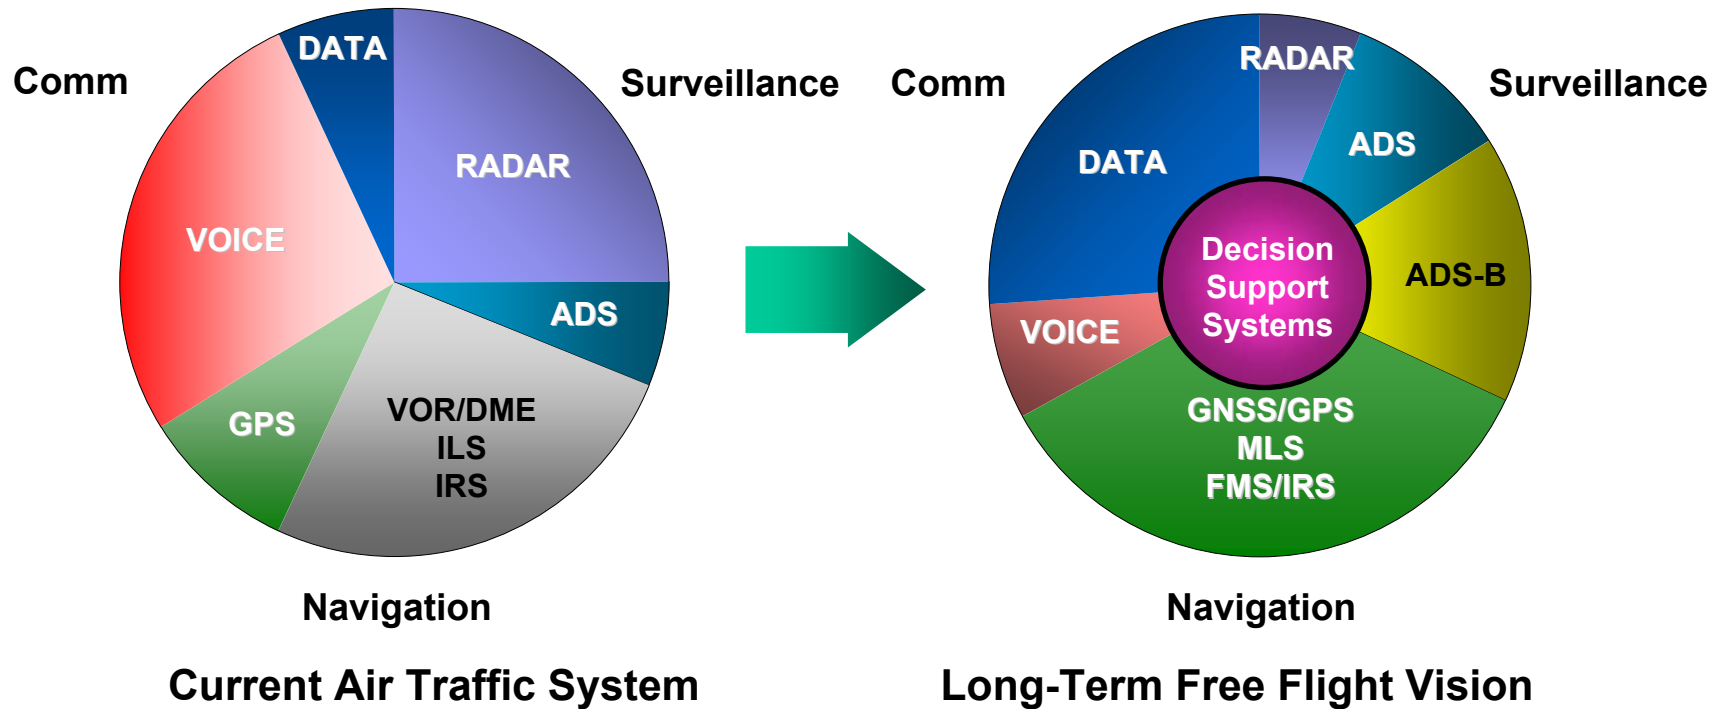 Comm
DATA
Surveillance
RADAR
VOICE
ADS
GPS
VOR/DME
ILS
IRS
Navigation
Current Air Traffic System
Comm
RADAR
Surveillance
ADS
DATA
Decision
Support
Systems
ADS-B
VOICE
GNSS/GPS
MLS
FMS/IRS
Navigation
Long-Term Free Flight Vision